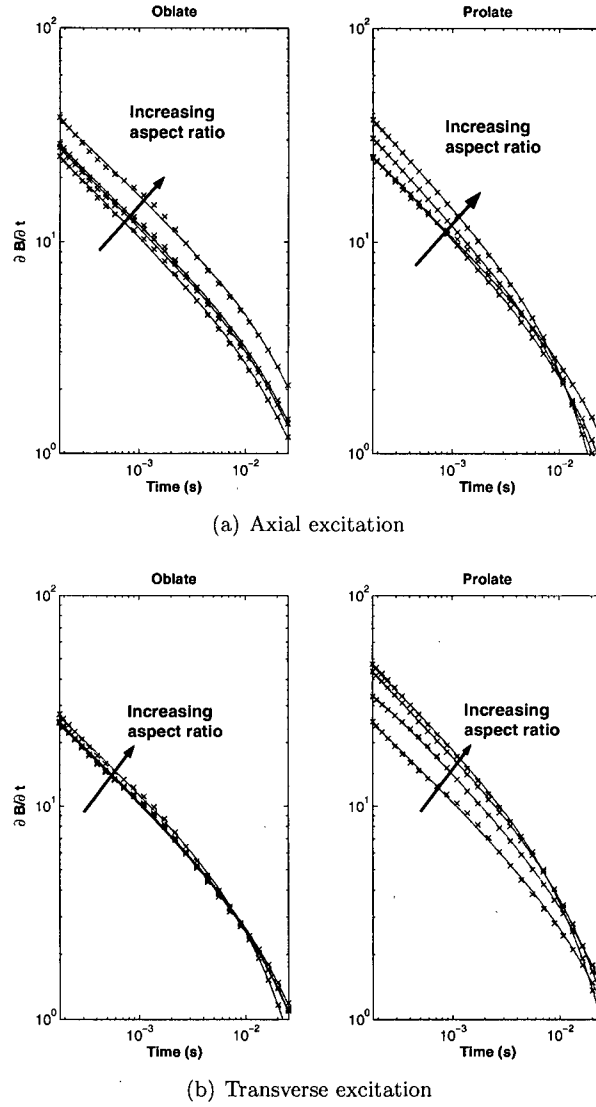 Oblate
Prolate
10²
10¹
10⁰
∂ B/∂ t
Increasing
aspect ratio
Increasing
aspect ratio
10²
10¹
10⁰
10⁻³
10⁻²
10⁻³
10⁻²
Time (s)
Time (s)
(a) Axial excitation
Oblate
Prolate
10²
10¹
10⁰
∂ B/∂ t
Increasing
aspect ratio
Increasing
aspect ratio
10²
10¹
10⁰
10⁻³
10⁻²
10⁻³
10⁻²
Time (s)
Time (s)
(b) Transverse excitation